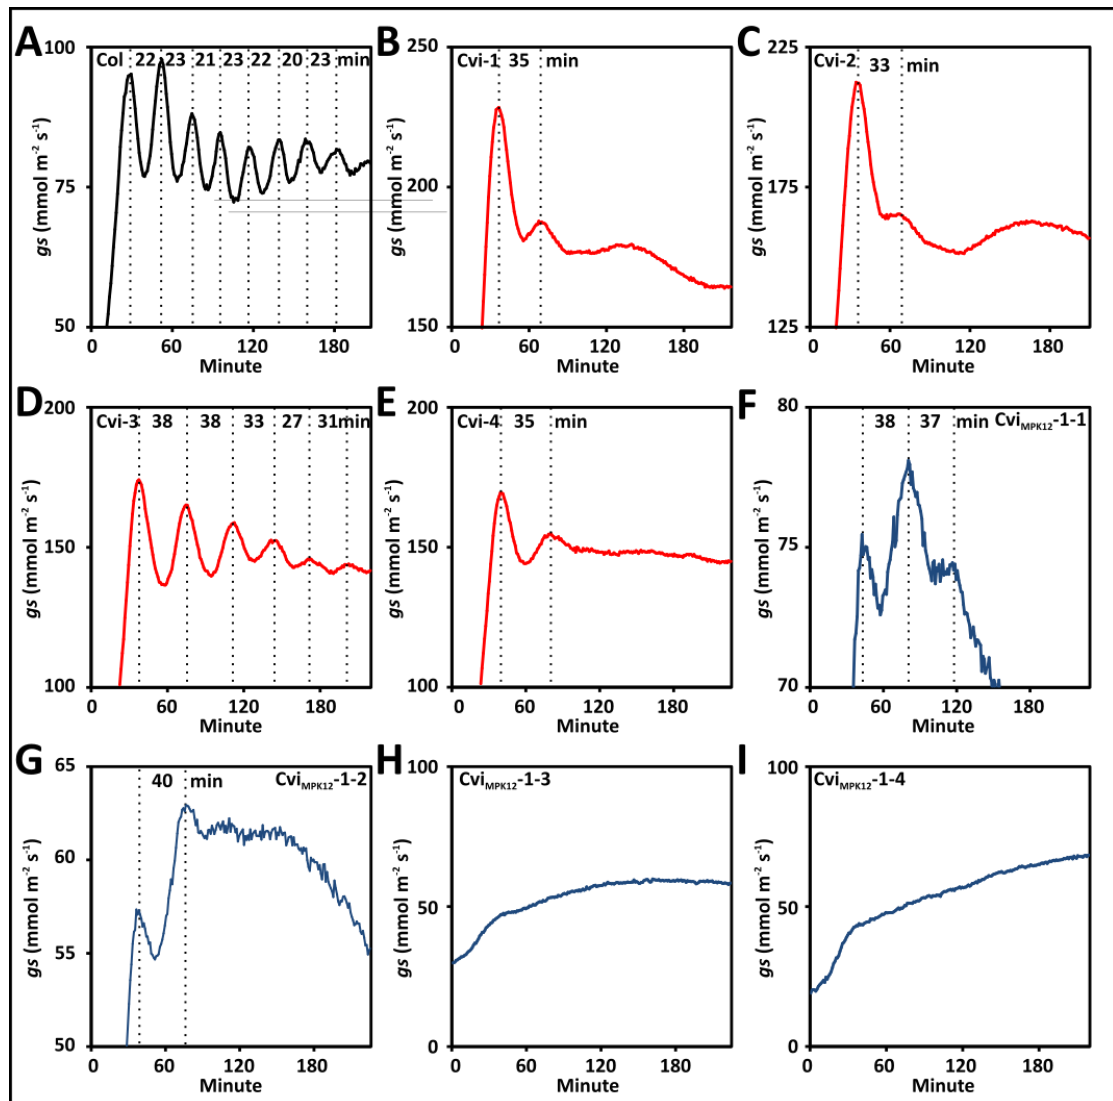 A B C
100 Col 22 23 21 23 22 20 23 min
75
50
gs (mmol m-2 s-1)
0 60 120 180
Minute
250 Cvi-1 35 min
200
150
gs (mmol m-2 s-1)
0 60 120 180
Minute
225 Cvi-2 33 min
175
125
gs (mmol m-2 s-1)
0 60 120 180
Minute
D E F
200 Cvi-3 38 38 33 27 31min
150
100
gs (mmol m-2 s-1)
0 60 120 180
Minute
200 Cvi-4 35 min
150
100
gs (mmol m-2 s-1)
0 60 120 180
Minute
80 38 37 min CviMPK12-1-1
75
70
gs (mmol m-2 s-1)
0 60 120 180
Minute
G H I
65 40 min CviMPK12-1-2
60
55
50
gs (mmol m-2 s-1)
0 60 120 180
Minute
100 CviMPK12-1-3
50
0
gs (mmol m-2 s-1)
0 60 120 180
Minute
100 CviMPK12-1-4
50
0
gs (mmol m-2 s-1)
0 60 120 180
Minute